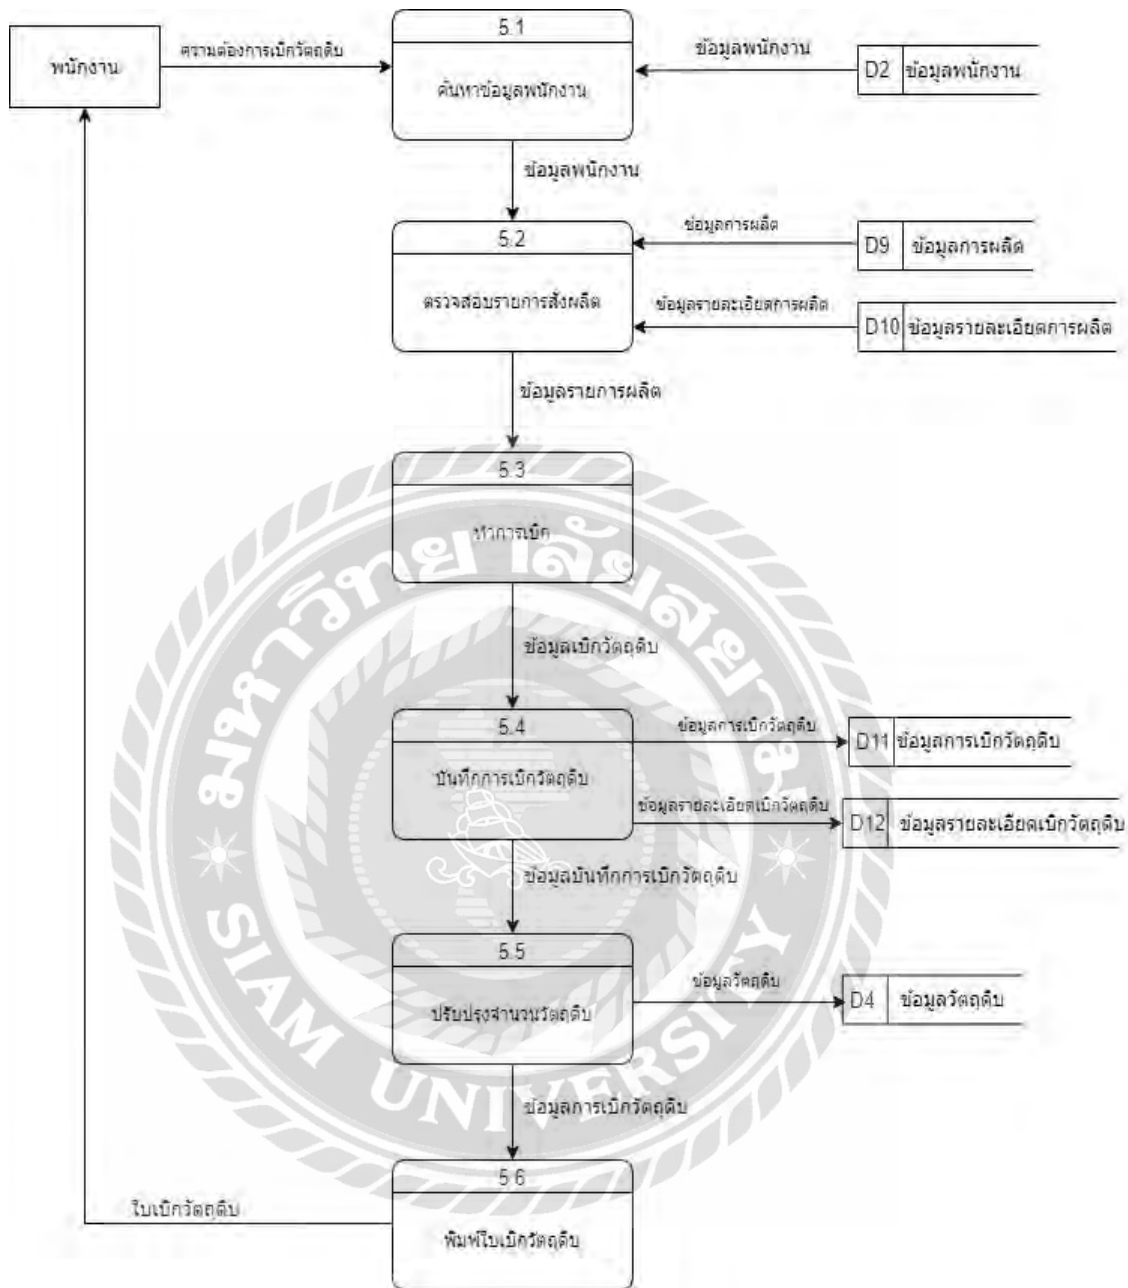 พนักงาน
ความต้องการเบิกวัตถุดิบ
5.1
ค้นหาข้อมูลพนักงาน
ข้อมูลพนักงาน
D2 ข้อมูลพนักงาน
ข้อมูลพนักงาน
5.2
ตรวจสอบรายการสั่งผลิต
ข้อมูลการผลิต
D9 ข้อมูลการผลิต
ข้อมูลรายละเอียดการผลิต
D10 ข้อมูลรายละเอียดการผลิต
ข้อมูลรายการผลิต
5.3
ทำการเบิก
ข้อมูลเบิกวัตถุดิบ
5.4
บันทึกการเบิกวัตถุดิบ
ข้อมูลการเบิกวัตถุดิบ
D11 ข้อมูลการเบิกวัตถุดิบ
ข้อมูลรายละเอียดเบิกวัตถุดิบ
D12 ข้อมูลรายละเอียดเบิกวัตถุดิบ
ข้อมูลบันทึกการเบิกวัตถุดิบ
5.5
ปรับปรุงจำนวนวัตถุดิบ
ข้อมูลวัตถุดิบ
D4 ข้อมูลวัตถุดิบ
ข้อมูลการเบิกวัตถุดิบ
5.6
พิมพ์ใบเบิกวัตถุดิบ
ใบเบิกวัตถุดิบ
มหาวิทยาลัยสยาม
SIAM UNIVERSITY